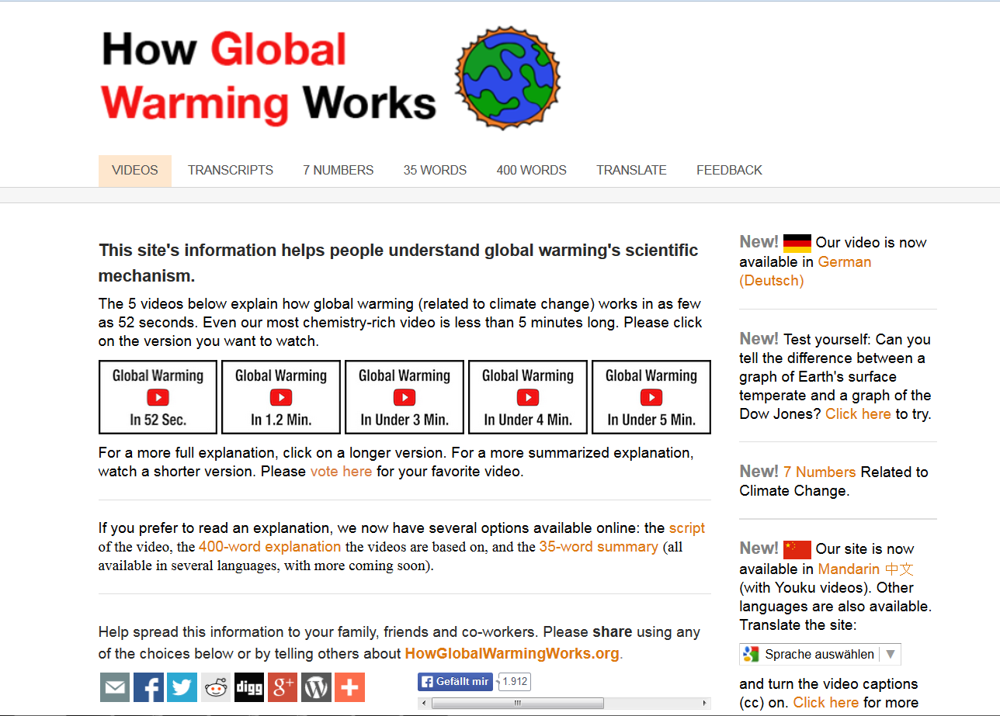 How Global
Warming Works
VIDEOS
TRANSCRIPTS
7 NUMBERS
35 WORDS
400 WORDS
TRANSLATE
FEEDBACK
This site's information helps people understand global warming's scientific
mechanism.
The 5 videos below explain how global warming (related to climate change) works in as few
as 52 seconds. Even our most chemistry-rich video is less than 5 minutes long. Please click
on the version you want to watch.
Global Warming
In 52 Sec.
Global Warming
In 1.2 Min.
Global Warming
In Under 3 Min.
Global Warming
In Under 4 Min.
Global Warming
In Under 5 Min.
For a more full explanation, click on a longer version. For a more summarized explanation,
watch a shorter version. Please vote here for your favorite video.
If you prefer to read an explanation, we now have several options available online: the script
of the video, the 400-word explanation the videos are based on, and the 35-word summary (all
available in several languages, with more coming soon).
Help spread this information to your family, friends and co-workers. Please share using any
of the choices below or by telling others about HowGlobalWarmingWorks.org.
digg
g+
Gefällt mir
1.912
New! Our video is now
available in German
(Deutsch)
New! Test yourself: Can you
tell the difference between a
graph of Earth's surface
temperate and a graph of the
Dow Jones? Click here to try.
New! 7 Numbers Related to
Climate Change.
New! Our site is now
available in Mandarin 中文
(with Youku videos). Other
languages are also available.
Translate the site:
Sprache auswählen
and turn the video captions
(cc) on. Click here for more